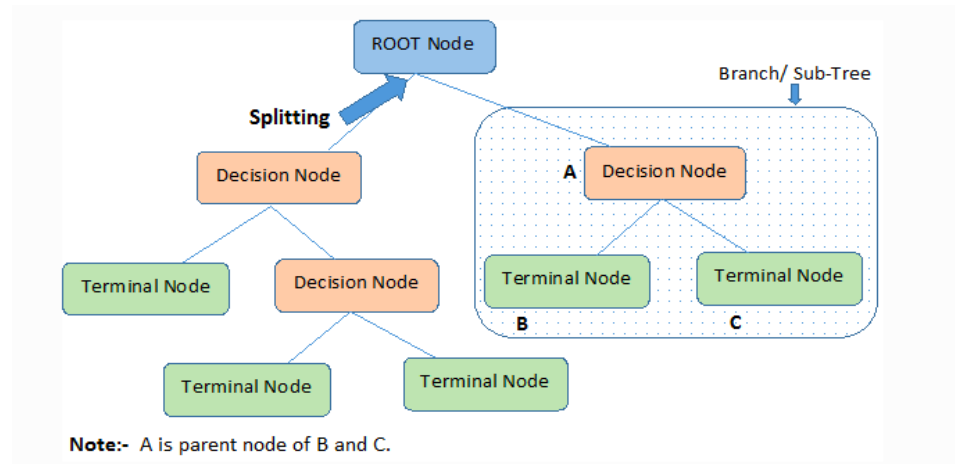 ROOT Node
Branch/ Sub-Tree
Splitting
Decision Node
A
Decision Node
Terminal Node
Decision Node
Terminal Node
Terminal Node
B
C
Terminal Node
Terminal Node
Note:- A is parent node of B and C.